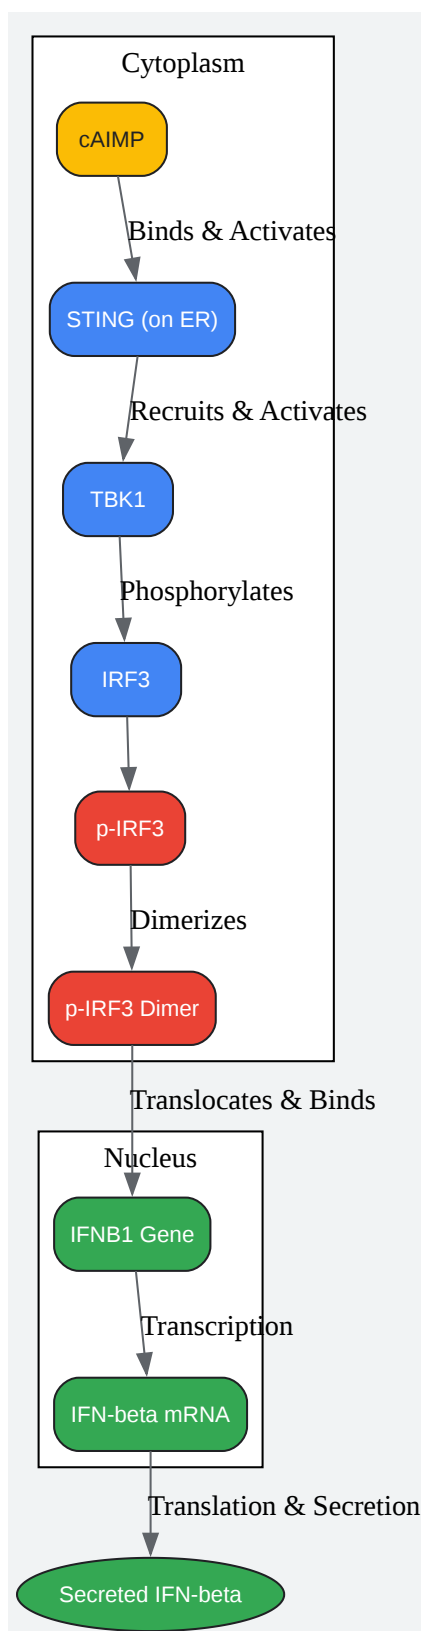 Cytoplasm
cAIMP
Binds & Activates
STING (on ER)
Recruits & Activates
TBK1
Phosphorylates
IRF3
p-IRF3
Dimerizes
p-IRF3 Dimer
Translocates & Binds
Nucleus
IFNB1 Gene
Transcription
IFN-beta mRNA
Translation & Secretion
Secreted IFN-beta